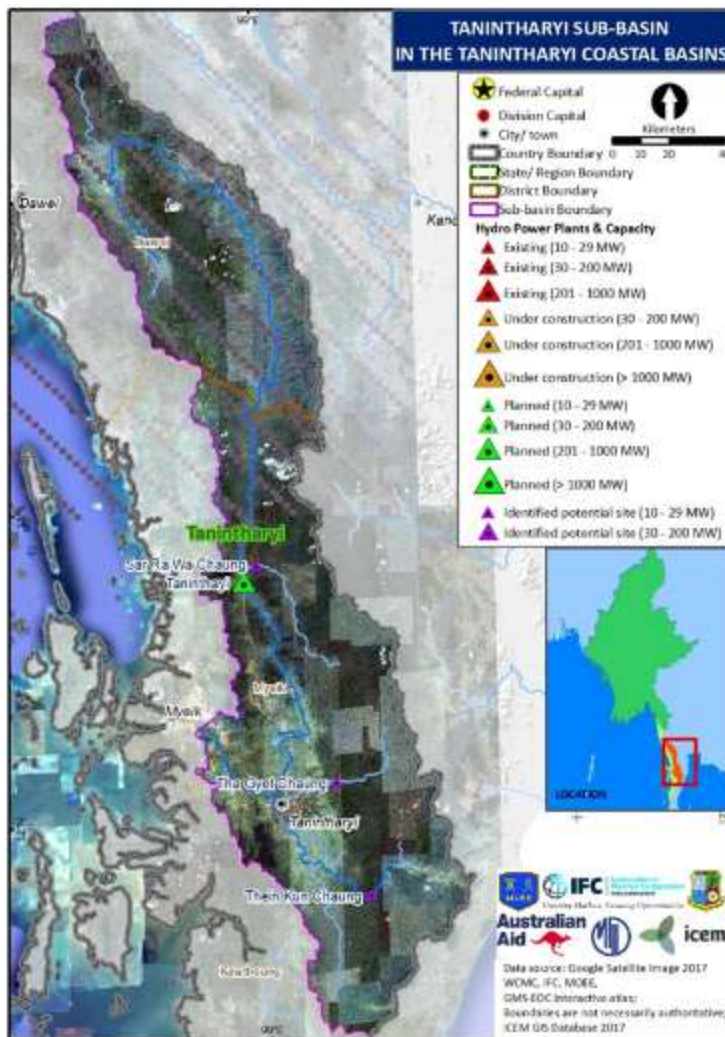 TANINTHARYI SUB-BASIN
IN THE TANINTHARYI COASTAL BASINS
Federal Capital
Division Capital
City/ town
Country Boundary
State/ Region Boundary
District Boundary
Sub-basin Boundary
Kilometers
0 10 20
Hydro Power Plants & Capacity
Existing (10 - 29 MW)
Existing (30 - 200 MW)
Existing (201 - 1000 MW)
Under construction (30 - 200 MW)
Under construction (201 - 1000 MW)
Under construction (> 1000 MW)
Planned (10 - 29 MW)
Planned (30 - 200 MW)
Planned (201 - 1000 MW)
Planned (> 1000 MW)
Identified potential site (10 - 29 MW)
Identified potential site (30 - 200 MW)
Dawei
Dawei
Tanintharyi
Sar Ra Wa Chaung
Myeik
Myeik
Tha Gyet Chaung
Tanintharyi
Thein Kun Chaung
Kawthoung
LOCATION
IFC
Australian
Aid
icem
Data source: Google Satellite Image 2017
WCMC, IFC, MOEE,
GMS-EOC Interactive atlas;
Boundaries are not necessarily authoritative;
ICEM GIS Database 2017